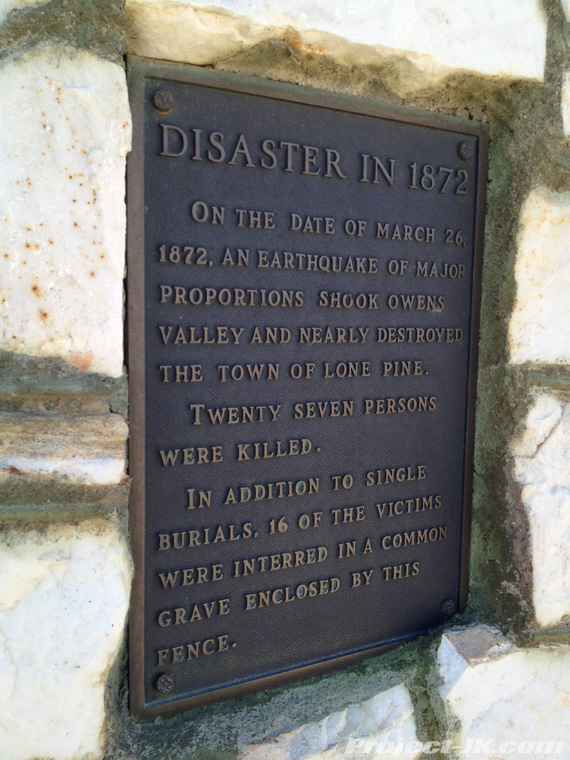 DISASTER IN 1872
ON THE DATE OF MARCH 26,
1872, AN EARTHQUAKE OF MAJOR
PROPORTIONS SHOOK OWENS
VALLEY AND NEARLY DESTROYED
THE TOWN OF LONE PINE.
TWENTY SEVEN PERSONS
WERE KILLED.
IN ADDITION TO SINGLE
BURIALS, 16 OF THE VICTIMS
WERE INTERRED IN A COMMON
GRAVE ENCLOSED BY THIS
FENCE.
Project-JK.com